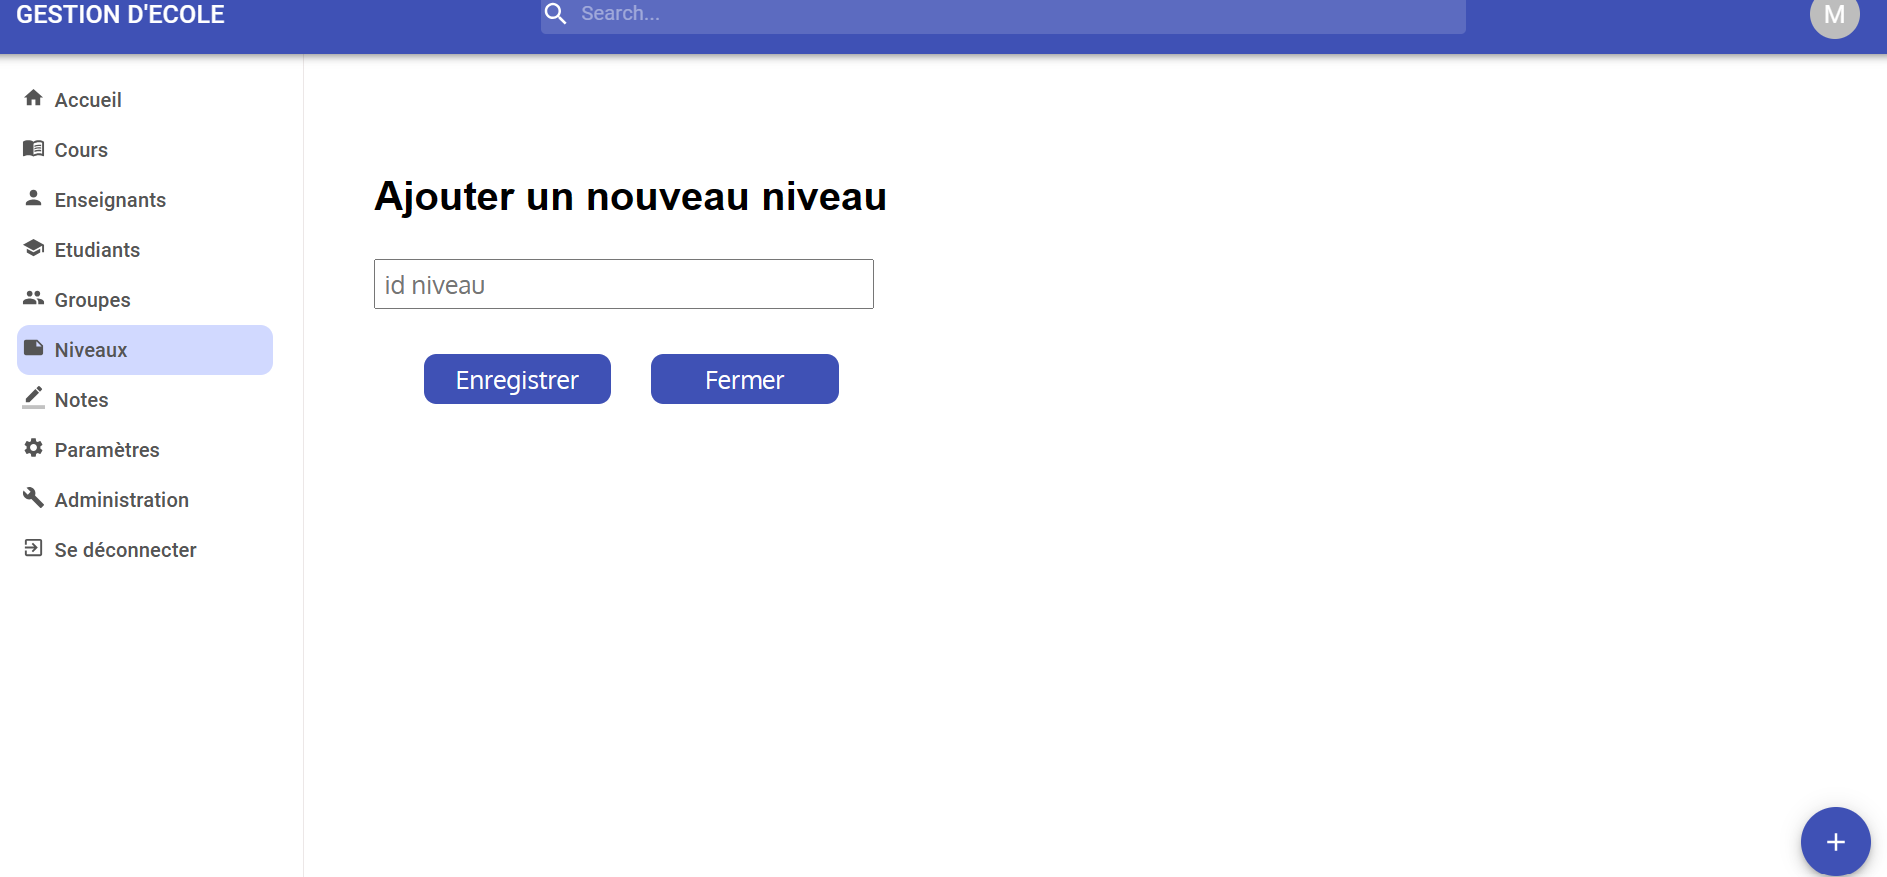 GESTION D'ECOLE
Search...
M
Accueil
Cours
Enseignants
Etudiants
Groupes
Niveaux
Notes
Paramètres
Administration
Se déconnecter
Ajouter un nouveau niveau
id niveau
Enregistrer
Fermer
+